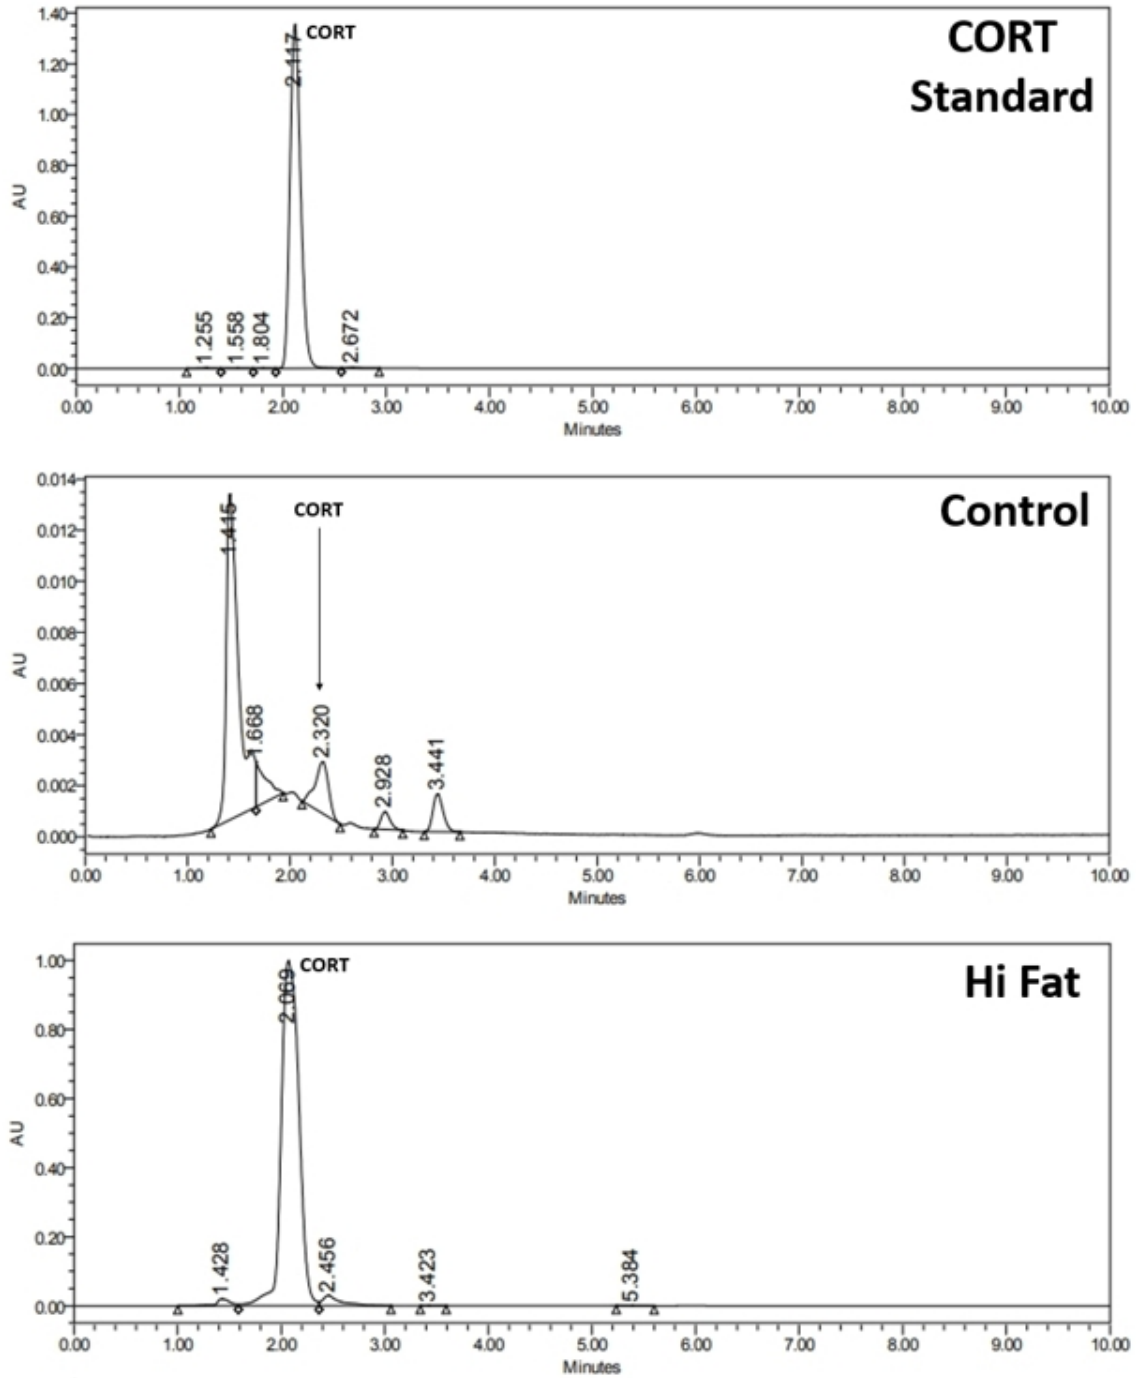 CORT
Standard
CORT
1.40
1.20
1.00
0.80
0.60
0.40
0.20
0.00
AU
1.255
1.558
1.804
2.117
2.672
0.00 1.00 2.00 3.00 4.00 5.00 6.00 7.00 8.00 9.00 10.00
Minutes
Control
CORT
0.014
0.012
0.010
0.008
0.006
0.004
0.002
0.000
AU
1.415
1.668
2.320
2.928
3.441
0.00 1.00 2.00 3.00 4.00 5.00 6.00 7.00 8.00 9.00 10.00
Minutes
Hi Fat
CORT
1.00
0.80
0.60
0.40
0.20
0.00
AU
1.428
2.069
2.456
3.423
5.384
0.00 1.00 2.00 3.00 4.00 5.00 6.00 7.00 8.00 9.00 10.00
Minutes